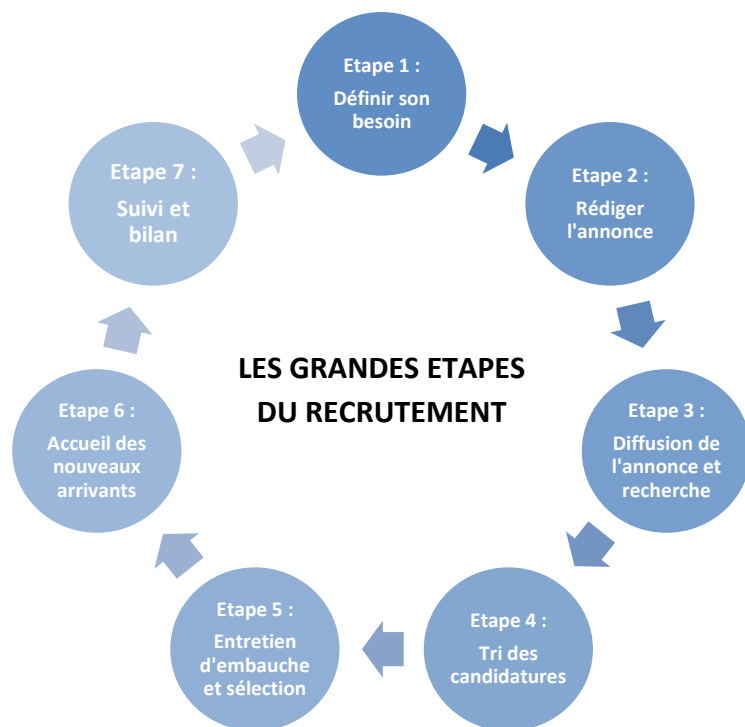 Etape 1 :
Définir son
besoin
Etape 2 :
Rédiger
l'annonce
Etape 3 :
Diffusion de
l'annonce et
recherche
Etape 4 :
Tri des
candidatures
Etape 5 :
Entretien
d'embauche
et sélection
Etape 6 :
Accueil des
nouveaux
arrivants
Etape 7 :
Suivi et
bilan
LES GRANDES ETAPES
DU RECRUTEMENT